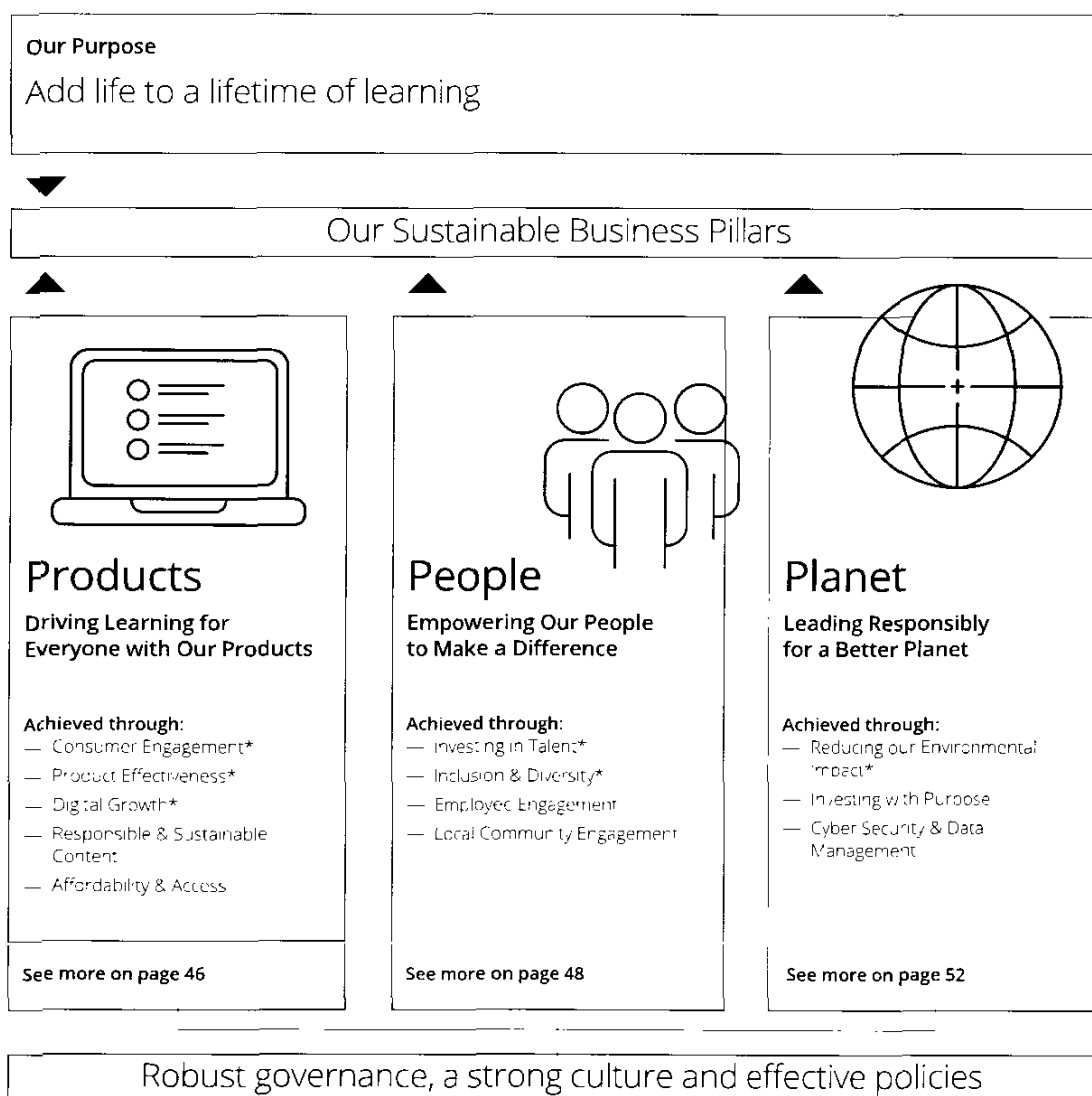 Our Purpose
Add life to a lifetime of learning
Our Sustainable Business Pillars
Products
Driving Learning for
Everyone with Our Products
Achieved through:
— Consumer Engagement*
— Product Effectiveness*
— Digital Growth*
— Responsible & Sustainable
Content
— Affordability & Access
See more on page 46
People
Empowering Our People
to Make a Difference
Achieved through:
— Investing in Talent*
— Inclusion & Diversity*
— Employee Engagement
— Local Community Engagement
See more on page 48
Planet
Leading Responsibly
for a Better Planet
Achieved through:
— Reducing our Environmental
Impact*
— Investing with Purpose
— Cyber Security & Data
Management
See more on page 52
Robust governance, a strong culture and effective policies